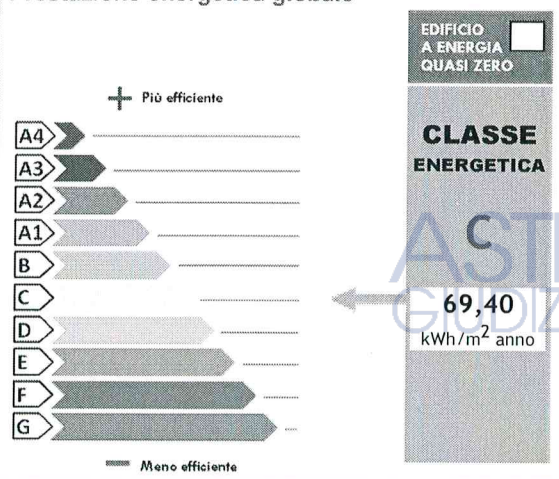 EDIFICIO
A ENERGIA
QUASI ZERO
Più efficiente
A4
A3
A2
A1
B
C
D
E
F
G
Meno efficiente
CLASSE
ENERGETICA
C
69,40
kWh/m² anno